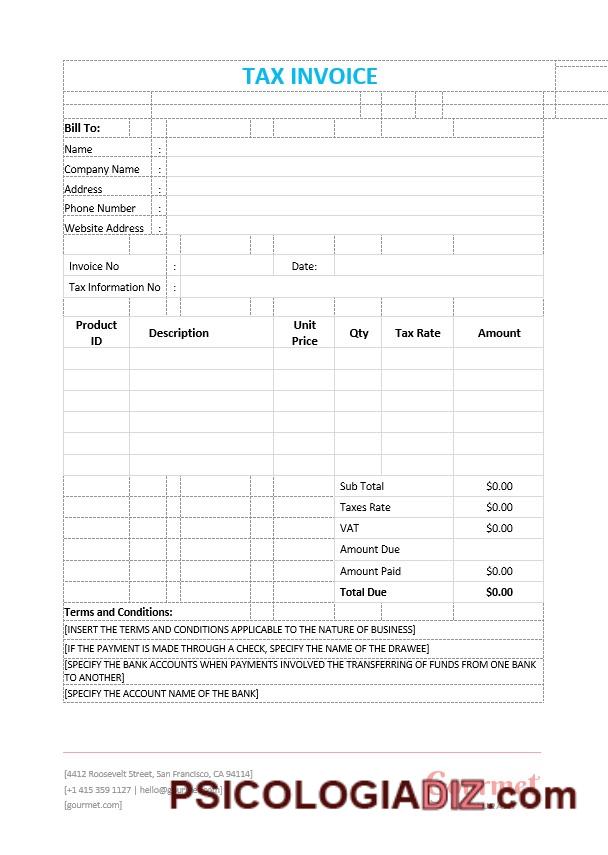 TAX INVOICE
Bill To:
Name :
Company Name :
Address :
Phone Number :
Website Address :
Invoice No : Date:
Tax Information No :
Product ID Description Unit Price Qty Tax Rate Amount
Sub Total $0.00
Taxes Rate $0.00
VAT $0.00
Amount Due
Amount Paid $0.00
Total Due $0.00
Terms and Conditions:
[INSERT THE TERMS AND CONDITIONS APPLICABLE TO THE NATURE OF BUSINESS]
[IF THE PAYMENT IS MADE THROUGH A CHECK, SPECIFY THE NAME OF THE DRAWEE]
[SPECIFY THE BANK ACCOUNTS WHEN PAYMENTS INVOLVED THE TRANSFERRING OF FUNDS FROM ONE BANK
TO ANOTHER]
[SPECIFY THE ACCOUNT NAME OF THE BANK]
[4412 Roosevelt Street, San Francisco, CA 94114]
[+1 415 359 1127 | hello@gourmet.com]
[gourmet.com]
Gourmet
PSICOLOGIADIZ.com